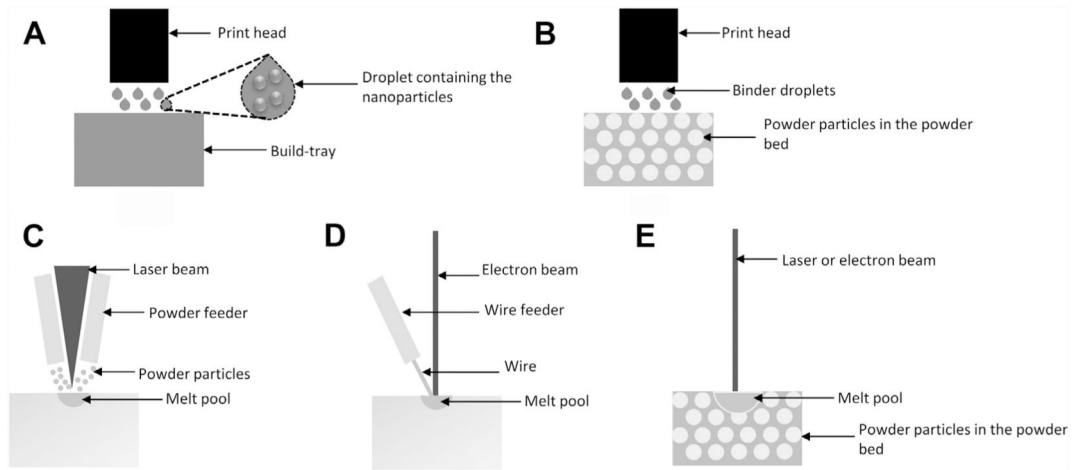 A
Print head
Droplet containing the
nanoparticles
Build-tray
B
Print head
Binder droplets
Powder particles in the powder
bed
C
Laser beam
Powder feeder
Powder particles
Melt pool
D
Electron beam
Wire feeder
Wire
Melt pool
E
Laser or electron beam
Melt pool
Powder particles in the powder
bed